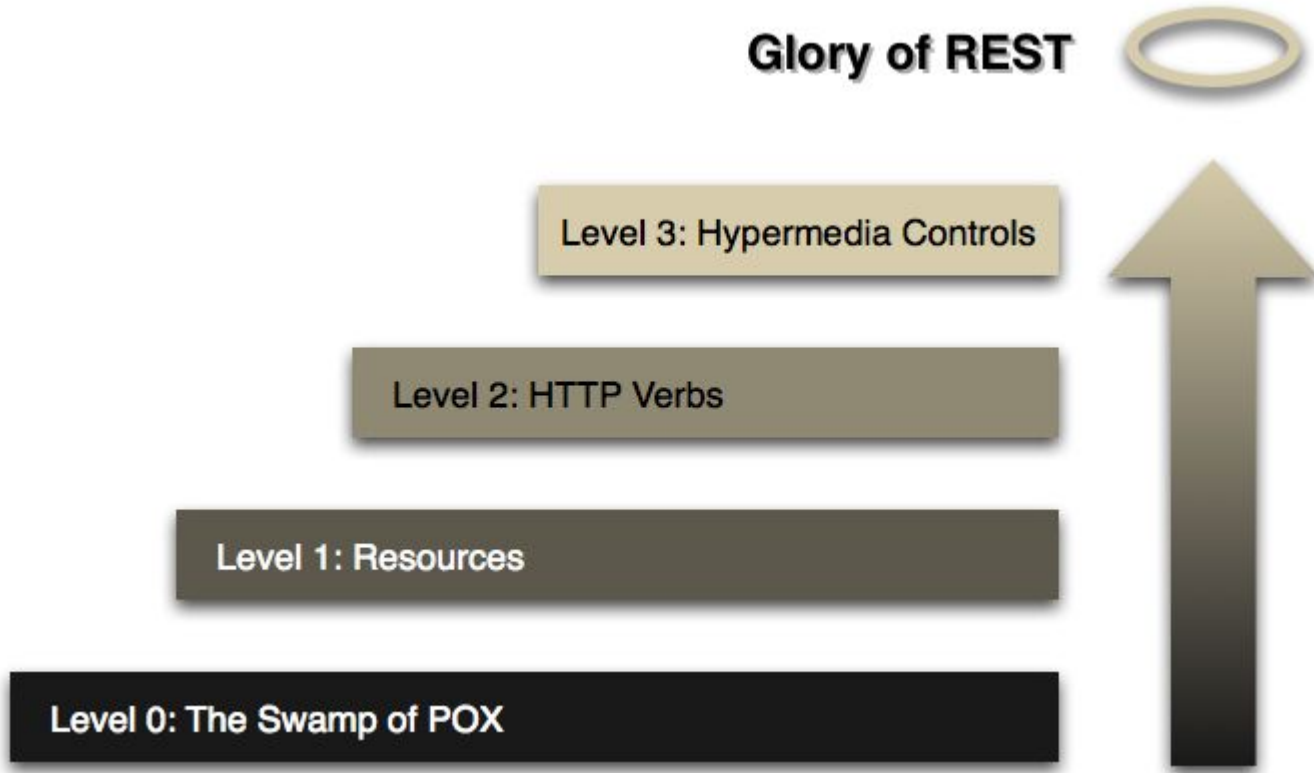 Glory of REST
Level 3: Hypermedia Controls
Level 2: HTTP Verbs
Level 1: Resources
Level 0: The Swamp of POX